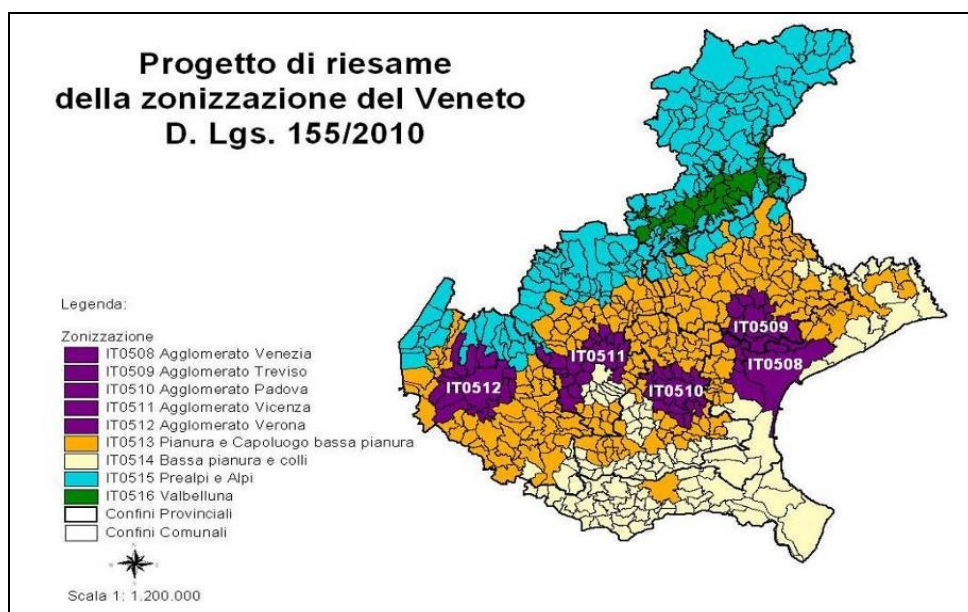 Progetto di riesame
della zonizzazione del Veneto
D. Lgs. 155/2010
Legenda:
Zonizzazione
IT0508 Agglomerato Venezia
IT0509 Agglomerato Treviso
IT0510 Agglomerato Padova
IT0511 Agglomerato Vicenza
IT0512 Agglomerato Verona
IT0513 Pianura e Capoluogo bassa pianura
IT0514 Bassa pianura e colli
IT0515 Prealpi e Alpi
IT0516 Valbelluna
Confini Provinciali
Confini Comunali
Scala 1: 1.200.000
IT0509
IT0511
IT0508
IT0512
IT0510